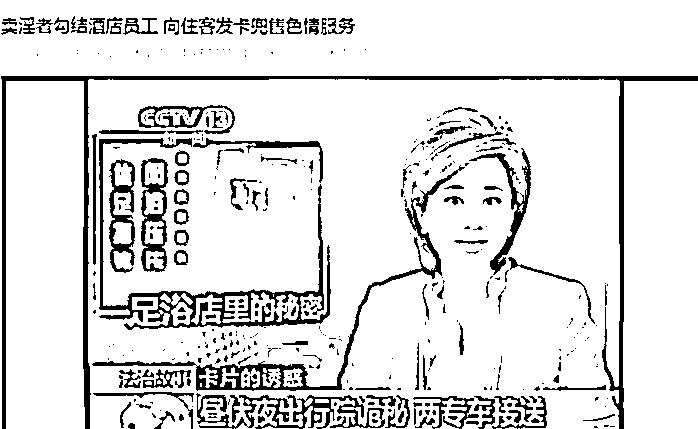 卖淫者勾结酒店员工 向住客发卡兜售色情服务
CCTV 13
新闻
足浴店里的秘密
法治故事 卡片的诱惑
昼伏夜出行踪诡秘 两专车接送